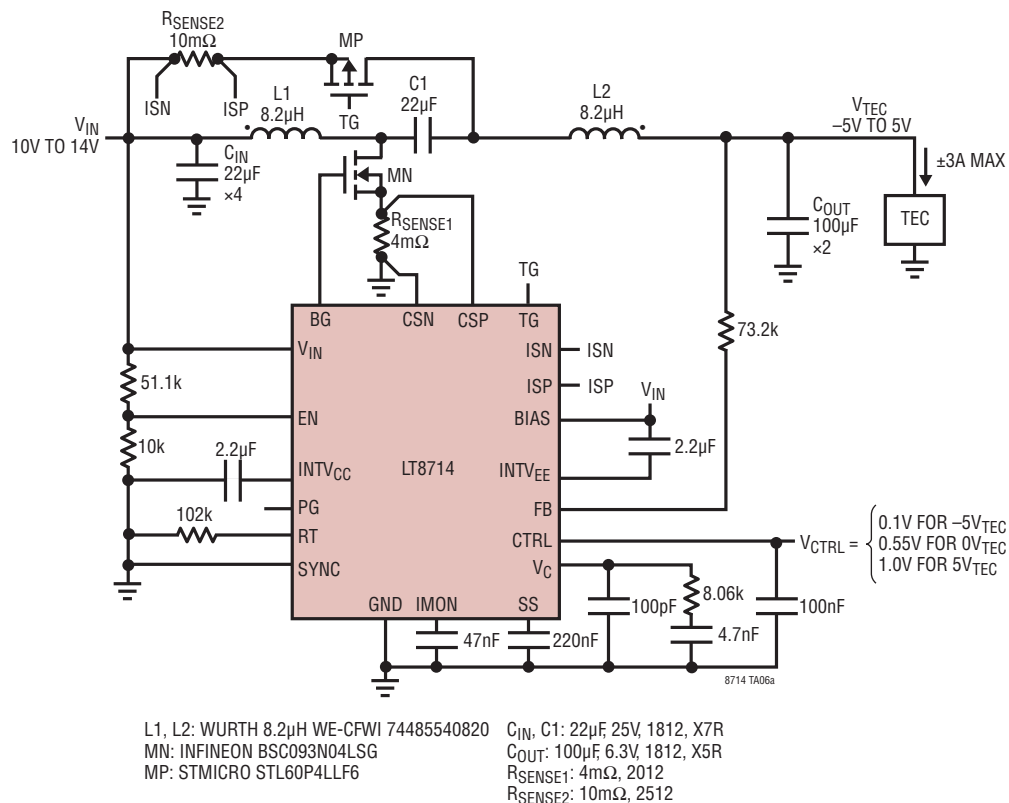 RSENSE2
10mΩ
MP
ISN
ISP
TG
L1
8.2µH
C1
22µF
L2
8.2µH
VIN
10V TO 14V
VTEC
–5V TO 5V
±3A MAX
CIN
22µF
×4
MN
RSENSE1
4mΩ
COUT
100µF
×2
TEC
TG
BG
CSN
CSP
TG
73.2k
VIN
ISN
ISN
ISP
ISP
51.1k
EN
BIAS
VIN
10k
2.2µF
2.2µF
INTVCC
LT8714
INTVEE
PG
FB
102k
RT
CTRL
VCTRL =
0.1V FOR –5VTEC
0.55V FOR 0VTEC
1.0V FOR 5VTEC
SYNC
VC
GND
IMON
SS
100pF
8.06k
100nF
47nF
220nF
4.7nF
8714 TA06a
L1, L2: WURTH 8.2µH WE-CFWI 74485540820
MN: INFINEON BSC093N04LSG
MP: STMICRO STL60P4LLF6
CIN, C1: 22µF, 25V, 1812, X7R
COUT: 100µF, 6.3V, 1812, X5R
RSENSE1: 4mΩ, 2012
RSENSE2: 10mΩ, 2512